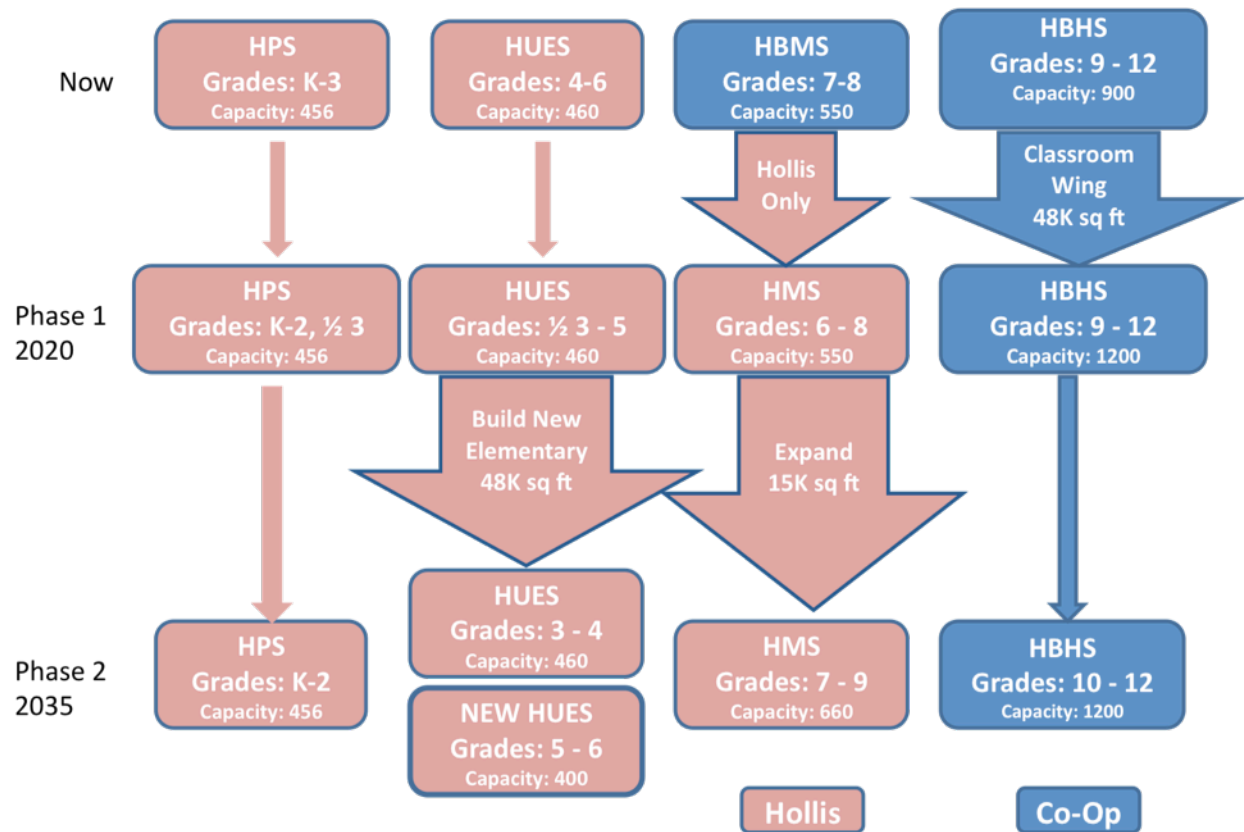 Now
HPS
Grades: K-3
Capacity: 456
HUES
Grades: 4-6
Capacity: 460
HBMS
Grades: 7-8
Capacity: 550
HBHS
Grades: 9 - 12
Capacity: 900
Hollis
Only
Classroom
Wing
48K sq ft
Phase 1
2020
HPS
Grades: K-2, ½ 3
Capacity: 456
HUES
Grades: ½ 3 - 5
Capacity: 460
HMS
Grades: 6 - 8
Capacity: 550
HBHS
Grades: 9 - 12
Capacity: 1200
Build New
Elementary
48K sq ft
Expand
15K sq ft
Phase 2
2035
HPS
Grades: K-2
Capacity: 456
HUES
Grades: 3 - 4
Capacity: 460
NEW HUES
Grades: 5 - 6
Capacity: 400
HMS
Grades: 7 - 9
Capacity: 660
HBHS
Grades: 10 - 12
Capacity: 1200
Hollis
Co-Op